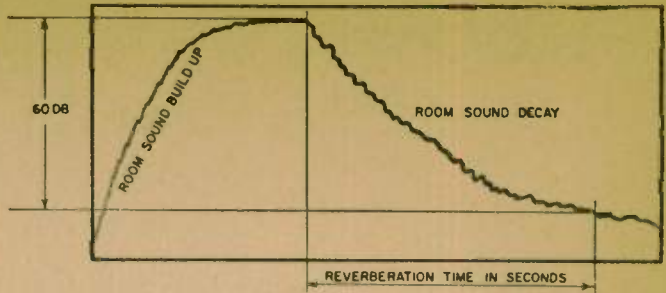 60 DB
ROOM SOUND BUILD UP
ROOM SOUND DECAY
REVERBERATION TIME IN SECONDS